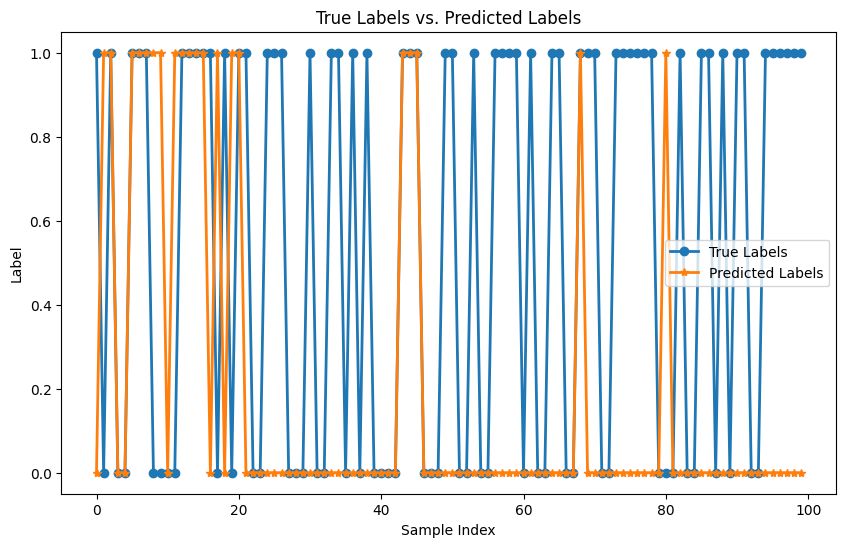 True Labels vs. Predicted Labels
1.0
0.8
0.6
0.4
0.2
0.0
Label
True Labels
Predicted Labels
0
20
40
60
80
100
Sample Index